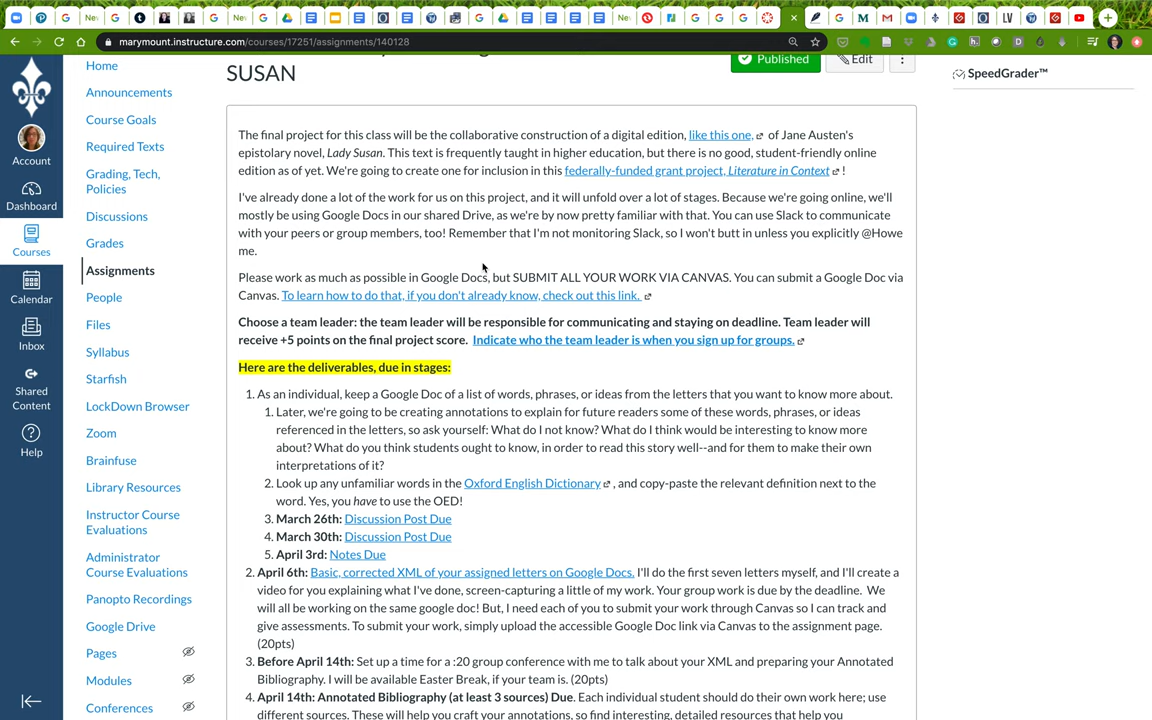 New
New
New
LV
marymount.instructure.com/courses/17251/assignments/140128
Account
Dashboard
Courses
Calendar
Inbox
Shared
Content
Help
Home
Announcements
Course Goals
Required Texts
Grading, Tech,
Policies
Discussions
Grades
Assignments
People
Files
Syllabus
Starfish
LockDown Browser
Zoom
Brainfuse
Library Resources
Instructor Course
Evaluations
Administrator
Course Evaluations
Panopto Recordings
Google Drive
Pages
Modules
Conferences
SUSAN
Published
Edit
SpeedGrader™
The final project for this class will be the collaborative construction of a digital edition, like this one, of Jane Austen's
epistolary novel, Lady Susan. This text is frequently taught in higher education, but there is no good, student-friendly online
edition as of yet. We're going to create one for inclusion in this federally-funded grant project, Literature in Context !
I've already done a lot of the work for us on this project, and it will unfold over a lot of stages. Because we're going online, we'll
mostly be using Google Docs in our shared Drive, as we're by now pretty familiar with that. You can use Slack to communicate
with your peers or group members, too! Remember that I'm not monitoring Slack, so I won't butt in unless you explicitly @Howe
me.
Please work as much as possible in Google Docs, but SUBMIT ALL YOUR WORK VIA CANVAS. You can submit a Google Doc via
Canvas. To learn how to do that, if you don't already know, check out this link.
Choose a team leader: the team leader will be responsible for communicating and staying on deadline. Team leader will
receive +5 points on the final project score. Indicate who the team leader is when you sign up for groups.
Here are the deliverables, due in stages:
1. As an individual, keep a Google Doc of a list of words, phrases, or ideas from the letters that you want to know more about.
1. Later, we're going to be creating annotations to explain for future readers some of these words, phrases, or ideas
referenced in the letters, so ask yourself: What do I not know? What do I think would be interesting to know more
about? What do you think students ought to know, in order to read this story well--and for them to make their own
interpretations of it?
2. Look up any unfamiliar words in the Oxford English Dictionary , and copy-paste the relevant definition next to the
word. Yes, you have to use the OED!
3. March 26th: Discussion Post Due
4. March 30th: Discussion Post Due
5. April 3rd: Notes Due
2. April 6th: Basic, corrected XML of your assigned letters on Google Docs. I'll do the first seven letters myself, and I'll create a
video for you explaining what I've done, screen-capturing a little of my work. Your group work is due by the deadline. We
will all be working on the same google doc! But, I need each of you to submit your work through Canvas so I can track and
give assessments. To submit your work, simply upload the accessible Google Doc link via Canvas to the assignment page.
(20pts)
3. Before April 14th: Set up a time for a :20 group conference with me to talk about your XML and preparing your Annotated
Bibliography. I will be available Easter Break, if your team is. (20pts)
4. April 14th: Annotated Bibliography (at least 3 sources) Due. Each individual student should do their own work here; use
different sources. These will help you craft your annotations, so find interesting, detailed resources that help you